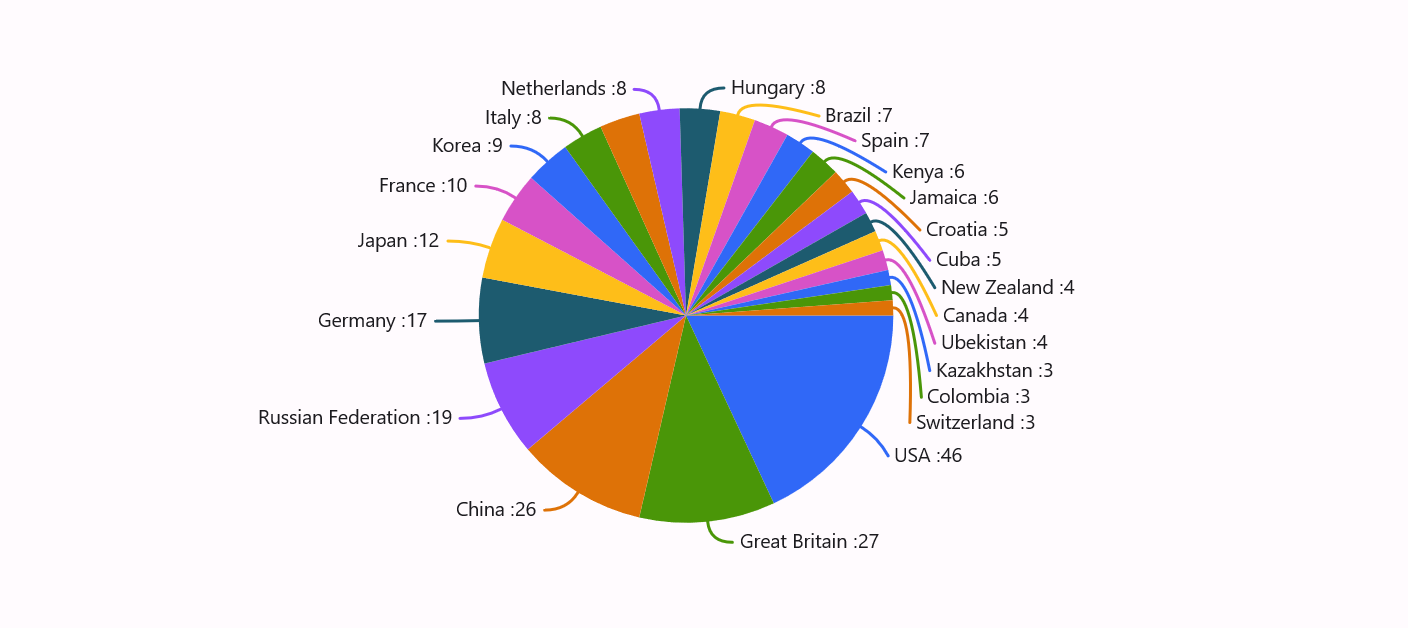 Netherlands :8
Hungary :8
Italy :8
Brazil :7
Korea :9
Spain :7
France :10
Kenya :6
Jamaica :6
Japan :12
Croatia :5
Cuba :5
New Zealand :4
Germany :17
Canada :4
Ubekistan :4
Kazakhstan :3
Colombia :3
Russian Federation :19
Switzerland :3
USA :46
China :26
Great Britain :27